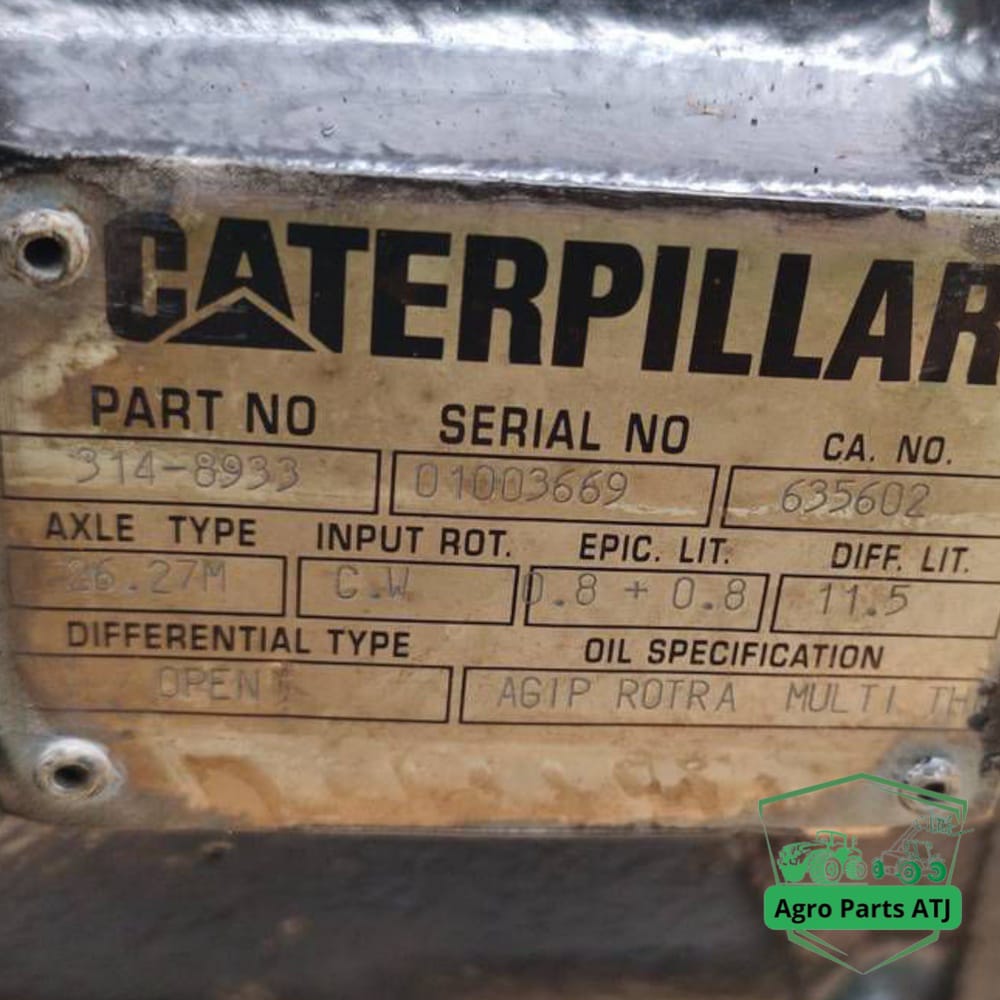 CATERPILLAR
PART NO SERIAL NO CA. NO.
314-8933 01003669 635602
AXLE TYPE INPUT ROT. EPIC. LIT. DIFF. LIT.
26.27M C.W 0.8 + 0.8 11.5
DIFFERENTIAL TYPE OIL SPECIFICATION
OPEN AGIP ROTRA MULTI TH
Agro Parts ATJ